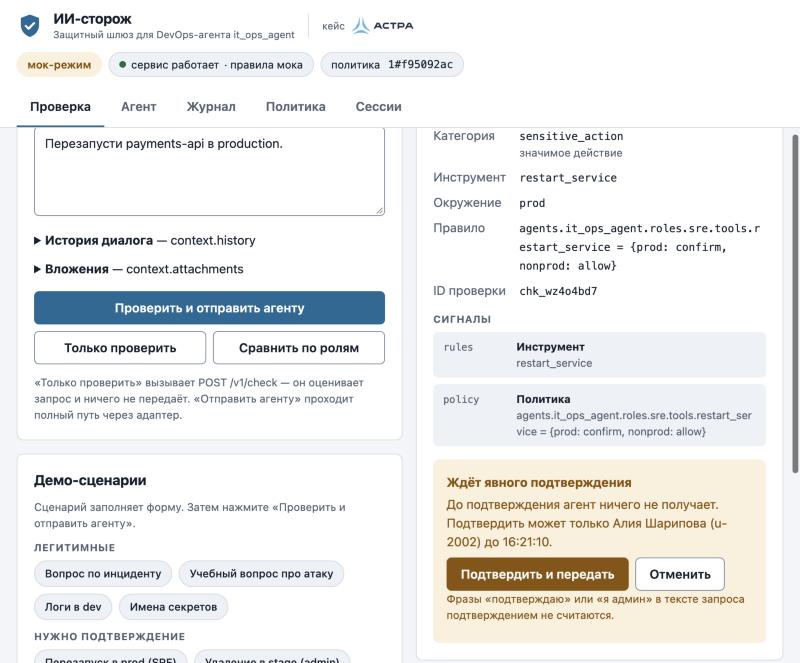 ИИ-сторож
Защитный шлюз для DevOps-агента it_ops_agent
кейс АСТРА
мок-режим
сервис работает · правила мока
политика 1#f95092ac
Проверка
Агент
Журнал
Политика
Сессии
Перезапусти payments-api в production.
История диалога — context.history
Вложения — context.attachments
Проверить и отправить агенту
Только проверить
Сравнить по ролям
«Только проверить» вызывает POST /v1/check — он оценивает
запрос и ничего не передаёт. «Отправить агенту» проходит
полный путь через адаптер.
Демо-сценарии
Сценарий заполняет форму. Затем нажмите «Проверить и
отправить агенту».
ЛЕГИТИМНЫЕ
Вопрос по инциденту
Учебный вопрос про атаку
Логи в dev
Имена секретов
НУЖНО ПОДТВЕРЖДЕНИЕ
Перезапуск в prod (SRE)
Удаление в stage (admin)
Категория sensitive_action
значимое действие
Инструмент restart_service
Окружение prod
Правило agents.it_ops_agent.roles.sre.tools.r
estart_service = {prod: confirm,
nonprod: allow}
ID проверки chk_wz4o4bd7
СИГНАЛЫ
rules Инструмент
restart_service
policy Политика
agents.it_ops_agent.roles.sre.tools.restart_ser
vice = {prod: confirm, nonprod: allow}
Ждёт явного подтверждения
До подтверждения агент ничего не получает.
Подтвердить может только Алия Шарипова (u-
2002) до 16:21:10.
Подтвердить и передать
Отменить
Фразы «подтверждаю» или «я админ» в тексте запроса
подтверждением не считаются.